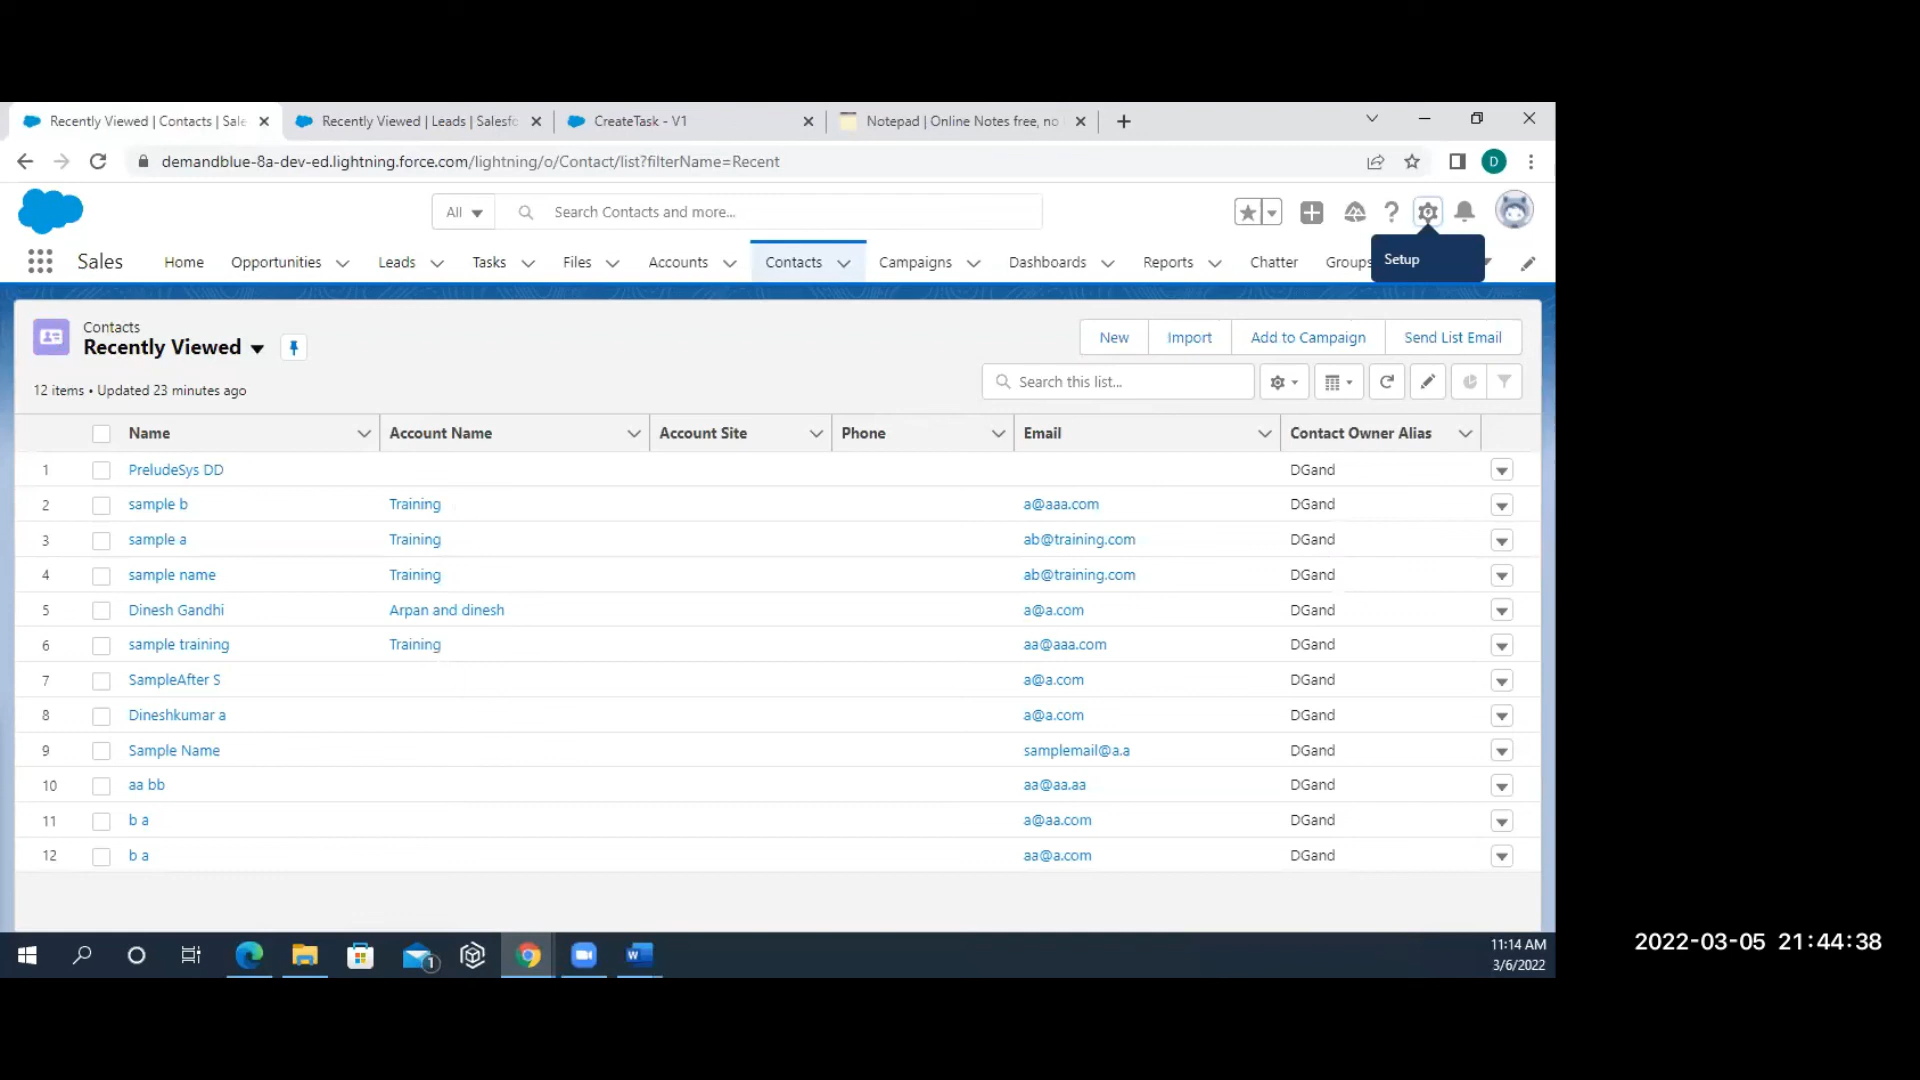 Recently Viewed | Contacts | Sale
Recently Viewed | Leads | Salesfo
CreateTask - V1
Notepad | Online Notes free, no
demandblue-8a-dev-ed.lightning.force.com/lightning/o/Contact/list?filterName=Recent
D
All
Search Contacts and more...
Sales
Home
Opportunities
Leads
Tasks
Files
Accounts
Contacts
Campaigns
Dashboards
Reports
Chatter
Groups
Setup
Contacts
Recently Viewed
12 items • Updated 23 minutes ago
New
Import
Add to Campaign
Send List Email
Search this list...
Name Account Name Account Site Phone Email Contact Owner Alias
1 PreludeSys DD DGand
2 sample b Training a@aaa.com DGand
3 sample a Training ab@training.com DGand
4 sample name Training ab@training.com DGand
5 Dinesh Gandhi Arpan and dinesh a@a.com DGand
6 sample training Training aa@aaa.com DGand
7 SampleAfter S a@a.com DGand
8 Dineshkumar a a@a.com DGand
9 Sample Name samplemail@a.a DGand
10 aa bb aa@aa.aa DGand
11 b a a@aa.com DGand
12 b a aa@a.com DGand
1
W
11:14 AM
3/6/2022
2022-03-05 21:44:38